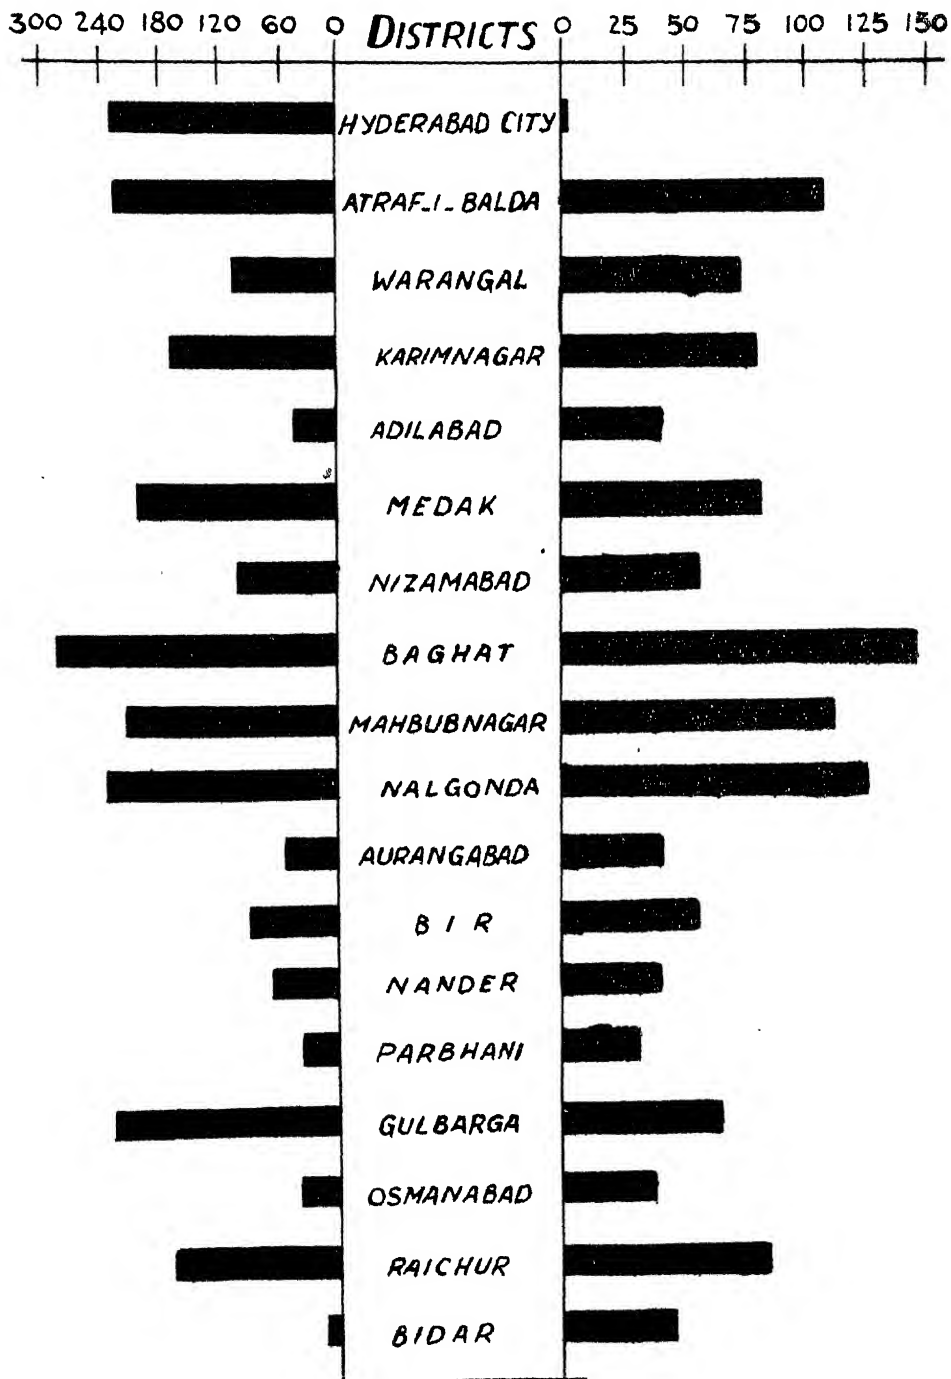 300 240 180 120 60 0 DISTRICTS 0 25 50 75 100 125 150
HYDERABAD CITY
ATRAF-I-BALDA
WARANGAL
KARIMNAGAR
ADILABAD
MEDAK
NIZAMABAD
BAGHAT
MAHBUBNAGAR
NALGONDA
AURANGABAD
BIR
NANDER
PARBHANI
GULBARGA
OSMANABAD
RAICHUR
BIDAR